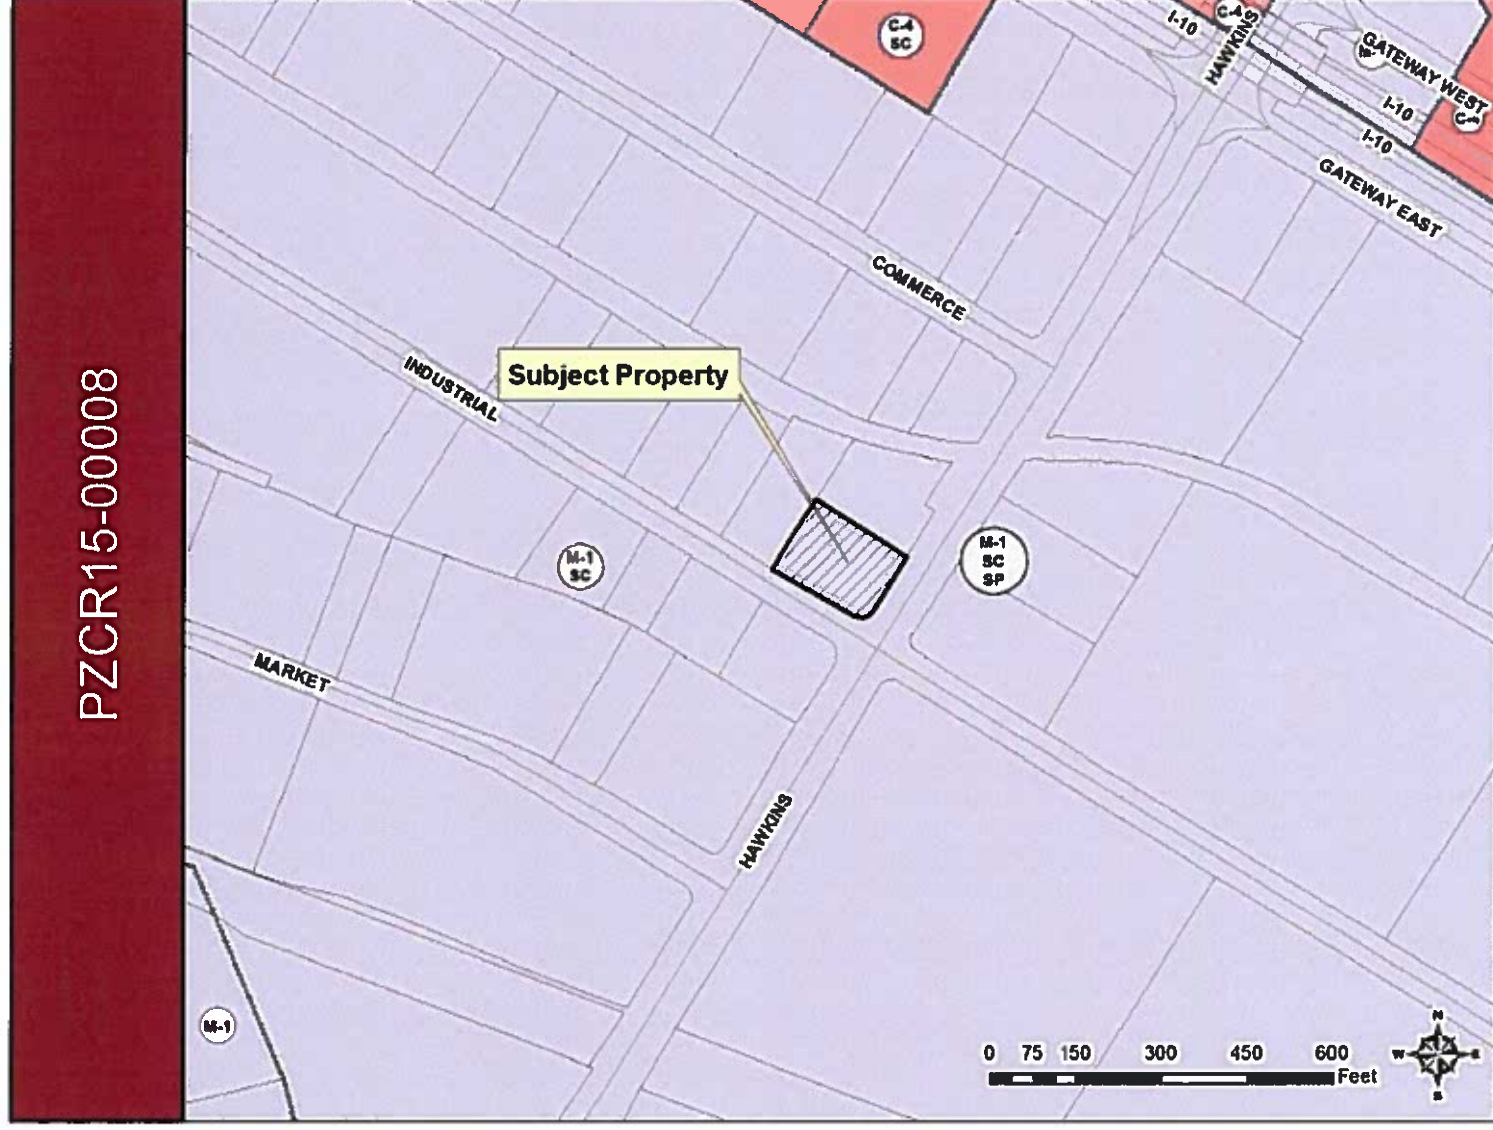 PZCR15-00008
C-4
SC
I-10
HAWKINS
GATEWAY WEST
I-10
I-10
GATEWAY EAST
COMMERCE
Subject Property
INDUSTRIAL
M-1
SC
M-1
SC
SP
MARKET
HAWKINS
M-1
0 75 150 300 450 600
Feet
N
W E
S